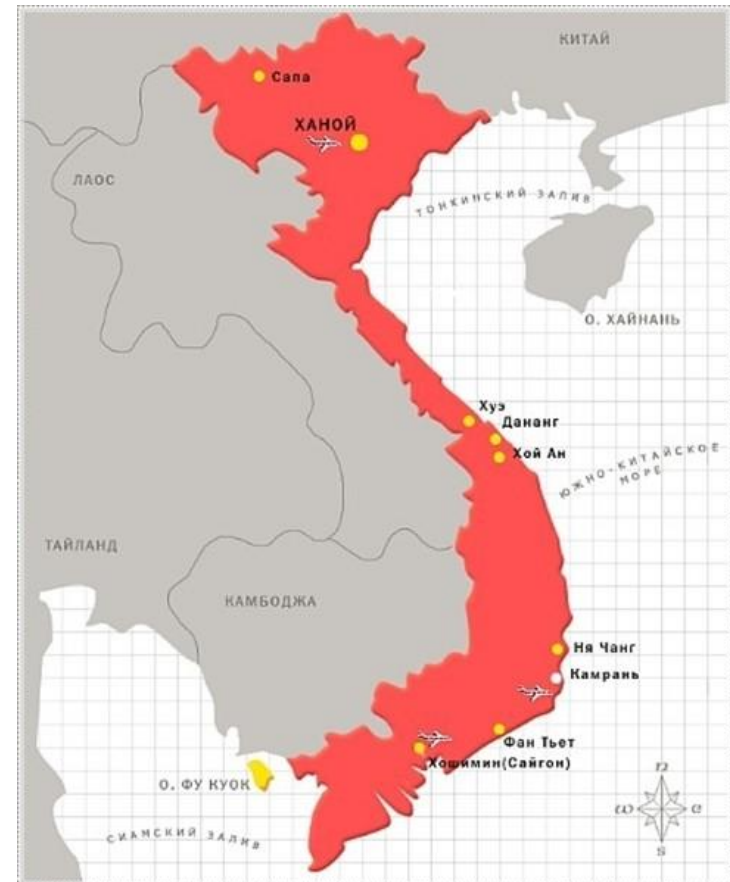 КИТАЙ
Сапа
ХАНОЙ
ЛАОС
ТОНКИНСКИЙ ЗАЛИВ
О. ХАЙНАНЬ
Хуэ
Дананг
Хой Ан
ЮЖНО-КИТАЙСКОЕ
МОРЕ
ТАЙЛАНД
КАМБОДЖА
Ня Чанг
Камрань
Фан Тьет
Хошимин(Сайгон)
О. ФУ КУОК
СИАМСКИЙ ЗАЛИВ
n
w
e
s